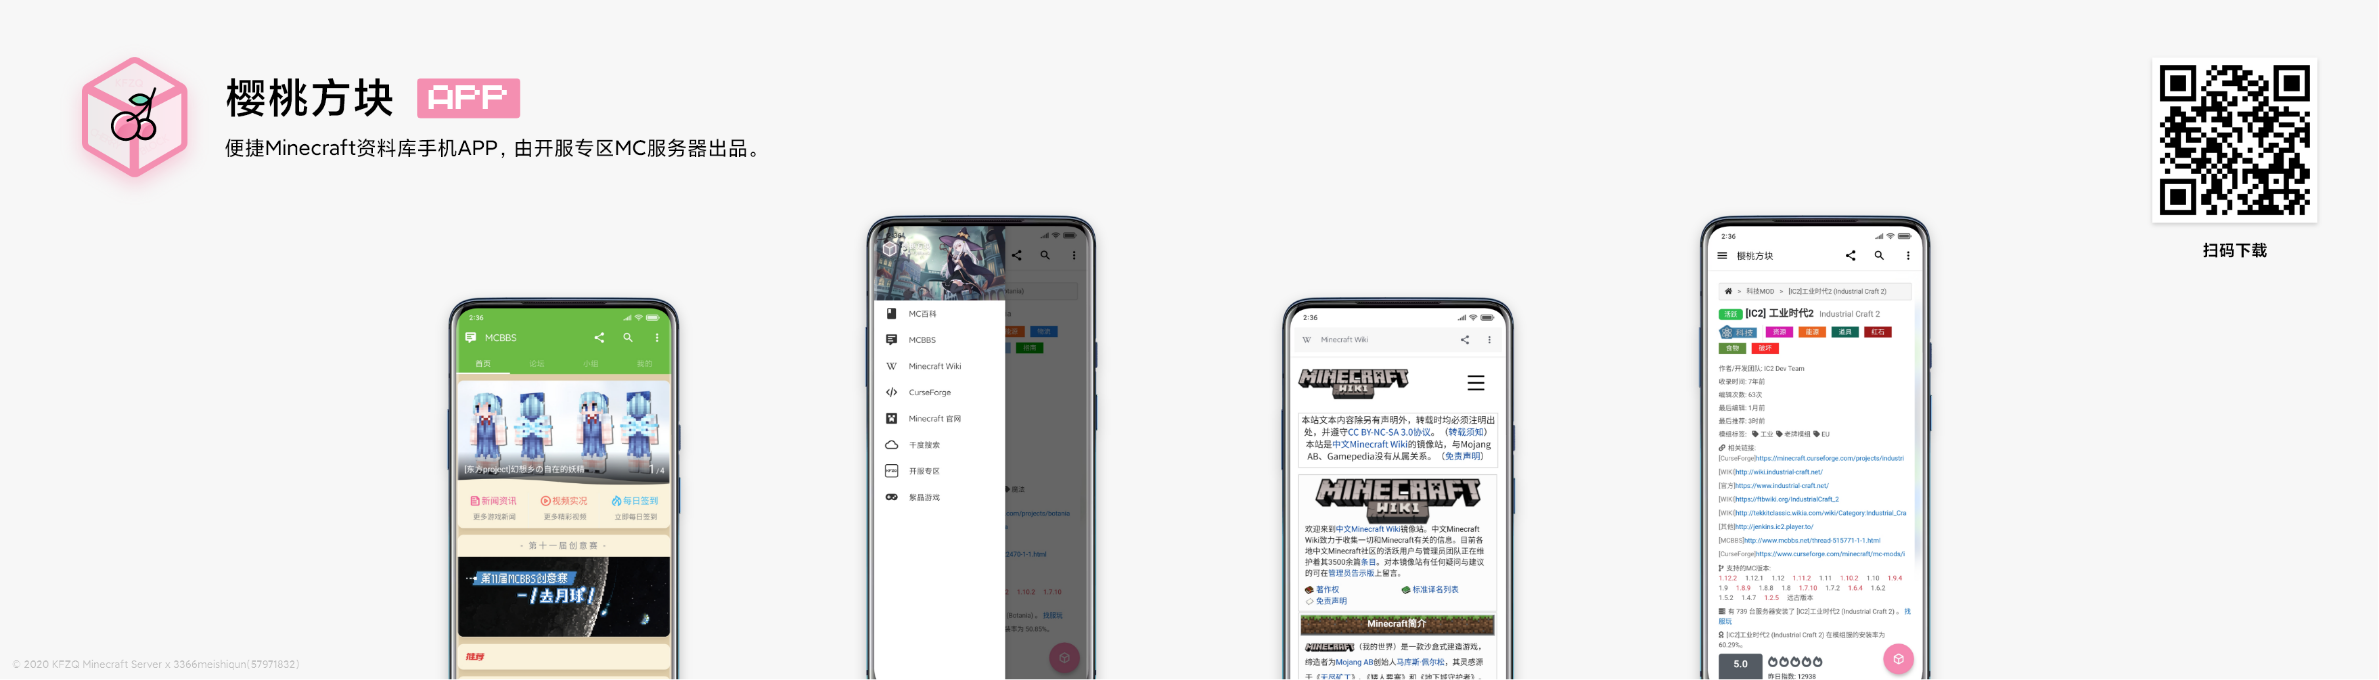 樱桃方块 APP
便捷Minecraft资料库手机APP，由开服专区MC服务器出品。
扫码下载
2:36
MCBBS
首页 论坛 小组 我的
[东方project]幻想乡の自在的妖精 1/4
新闻资讯 视频实况 每日签到
更多游戏新闻 更多精彩视频 立即每日签到
- 第十一届创意赛 -
第11届MCBBS创意赛
去月球
推荐
MC百科
MCBBS
Minecraft Wiki
CurseForge
Minecraft 官网
千度搜索
开服专区
紫晶游戏
魔法
com/projects/botania
2470-1-1.html
1.10.2 1.7.10
(Botania)， 找服玩
装率为 50.85%。
2:36
Minecraft Wiki
MINECRAFT
WIKI
本站文本内容除另有声明外，转载时均必须注明出
处，并遵守CC BY-NC-SA 3.0协议。（转载须知）
本站是中文Minecraft Wiki的镜像站，与Mojang
AB、Gamepedia没有从属关系。（免责声明）
MINECRAFT
WIKI
欢迎来到中文Minecraft Wiki镜像站。中文Minecraft
Wiki致力于收集一切和Minecraft有关的信息。目前各
地中文Minecraft社区的活跃用户与管理员团队正在维
护着其3500余篇条目。对本镜像站有任何疑问与建议
的可在管理员告示版上留言。
著作权 标准译名列表
免责声明
Minecraft简介
MINECRAFT（我的世界）是一款沙盒式建造游戏，
缔造者为Mojang AB创始人马库斯·佩尔松，其灵感源
于《无尽矿工》、《矮人要塞》和《地下城守护者》。
2:36
樱桃方块
> 科技MOD > [IC2]工业时代2 (Industrial Craft 2)
活跃 [IC2] 工业时代2 Industrial Craft 2
科技 资源 能源 道具 红石
食物 破坏
作者/开发团队: IC2 Dev Team
收录时间: 7年前
编辑次数: 63次
最后编辑: 1月前
最后推荐: 3时前
模组标签: 工业 老牌模组 EU
相关链接:
[CurseForge]https://minecraft.curseforge.com/projects/industri
[WIKI]http://wiki.industrial-craft.net/
[官方]https://www.industrial-craft.net/
[WIKI]https://ftbwiki.org/IndustrialCraft_2
[WIKI]http://tekkitclassic.wikia.com/wiki/Category:Industrial_Cra
[其他]http://jenkins.ic2.player.to/
[MCBBS]http://www.mcbbs.net/thread-515771-1-1.html
[CurseForge]https://www.curseforge.com/minecraft/mc-mods/i
支持的MC版本:
1.12.2 1.12.1 1.12 1.11.2 1.11 1.10.2 1.10 1.9.4
1.9 1.8.9 1.8.8 1.8 1.7.10 1.7.2 1.6.4 1.6.2
1.5.2 1.4.7 1.2.5 远古版本
有 739 台服务器安装了 [IC2]工业时代2 (Industrial Craft 2) 。 找
服玩
[IC2]工业时代2 (Industrial Craft 2) 在模组服的安装率为
60.29%。
5.0
昨日指数: 12938
© 2020 KFZQ Minecraft Server x 3366meishiqun(57971832)